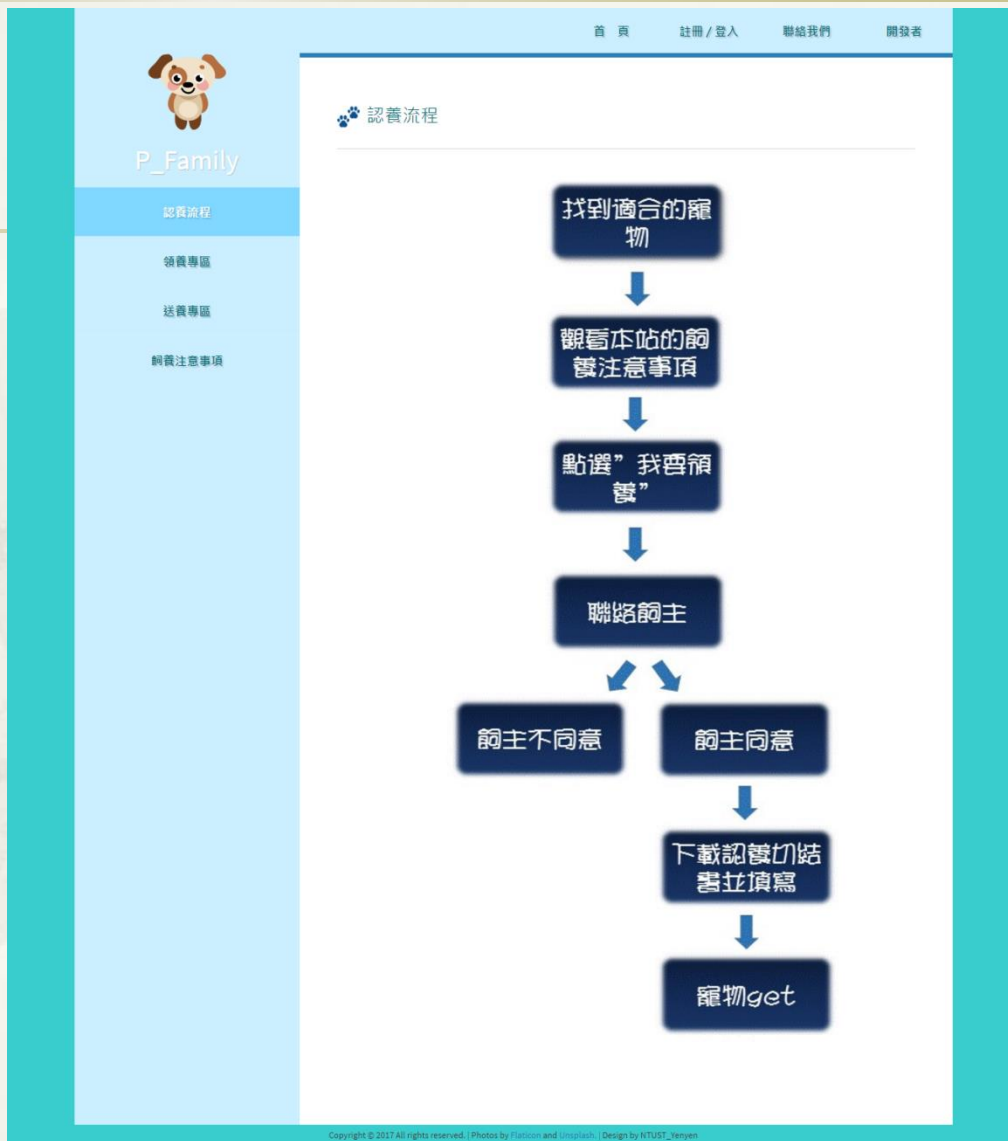 首 頁
註冊 / 登入
聯絡我們
開發者
P_Family
認養流程
領養專區
送養專區
飼養注意事項
認養流程
找到適合的寵
物
觀看本站的飼
養注意事項
點選”我要領
養”
聯絡飼主
飼主不同意
飼主同意
下載認養切結
書並填寫
寵物get
Copyright © 2017 All rights reserved. | Photos by Flaticon and Unsplash. | Design by NTUST_Yenyen